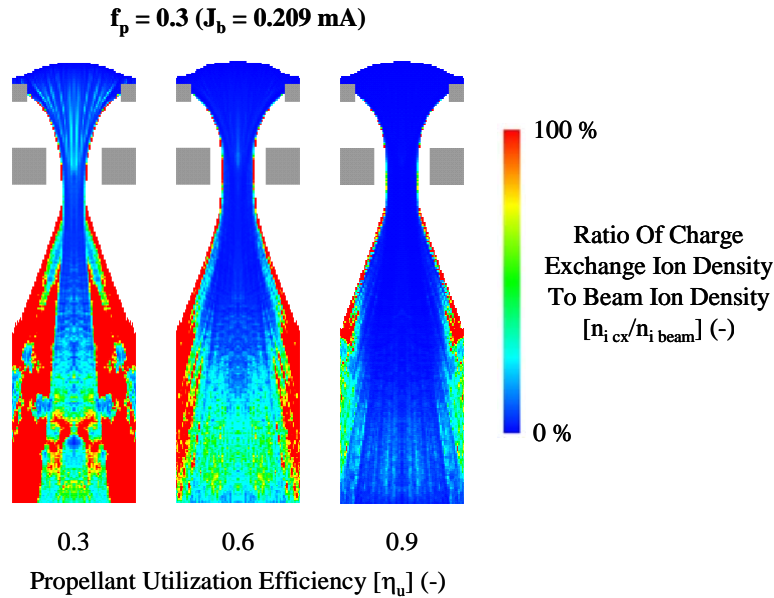 f_p = 0.3 (J_b = 0.209 mA)
100 %
Ratio Of Charge
Exchange Ion Density
To Beam Ion Density
[n_i cx/n_i beam] (-)
0 %
0.3 0.6 0.9
Propellant Utilization Efficiency [η_u] (-)